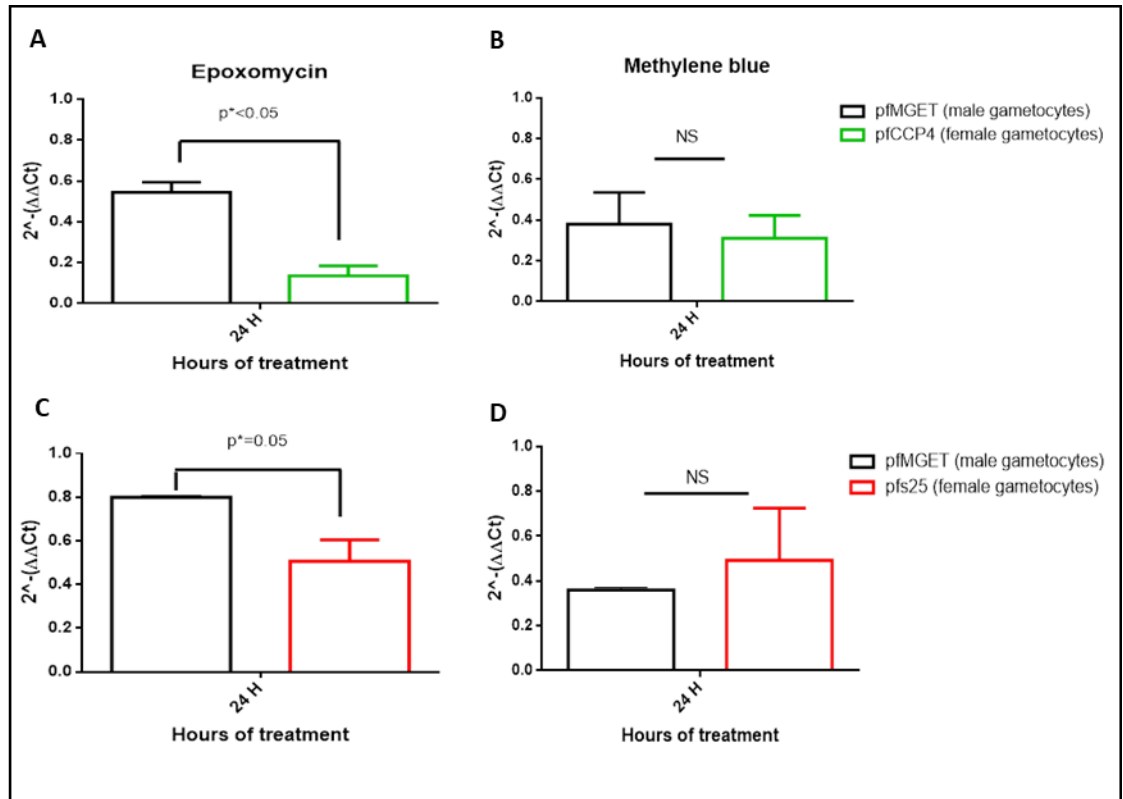 A
Epoxomycin
p*<0.05
1.0
0.8
0.6
0.4
0.2
0.0
2^-(ΔΔCt)
24 H
Hours of treatment
B
Methylene blue
NS
1.0
0.8
0.6
0.4
0.2
0.0
2^-(ΔΔCt)
24 H
Hours of treatment
pfMGET (male gametocytes)
pfCCP4 (female gametocytes)
C
p*=0.05
1.0
0.8
0.6
0.4
0.2
0.0
2^-(ΔΔCt)
24 H
Hours of treatment
D
NS
1.0
0.8
0.6
0.4
0.2
0.0
2^-(ΔΔCt)
24 H
Hours of treatment
pfMGET (male gametocytes)
pfs25 (female gametocytes)